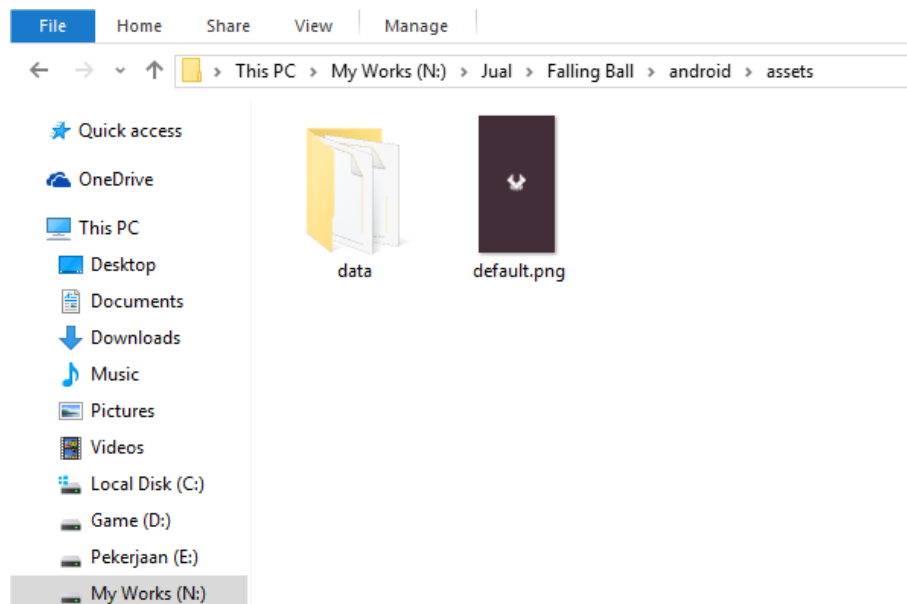 File Home Share View Manage
This PC > My Works (N:) > Jual > Falling Ball > android > assets
Quick access
OneDrive
This PC
Desktop
Documents
Downloads
Music
Pictures
Videos
Local Disk (C:)
Game (D:)
Pekerjaan (E:)
My Works (N:)
data
default.png